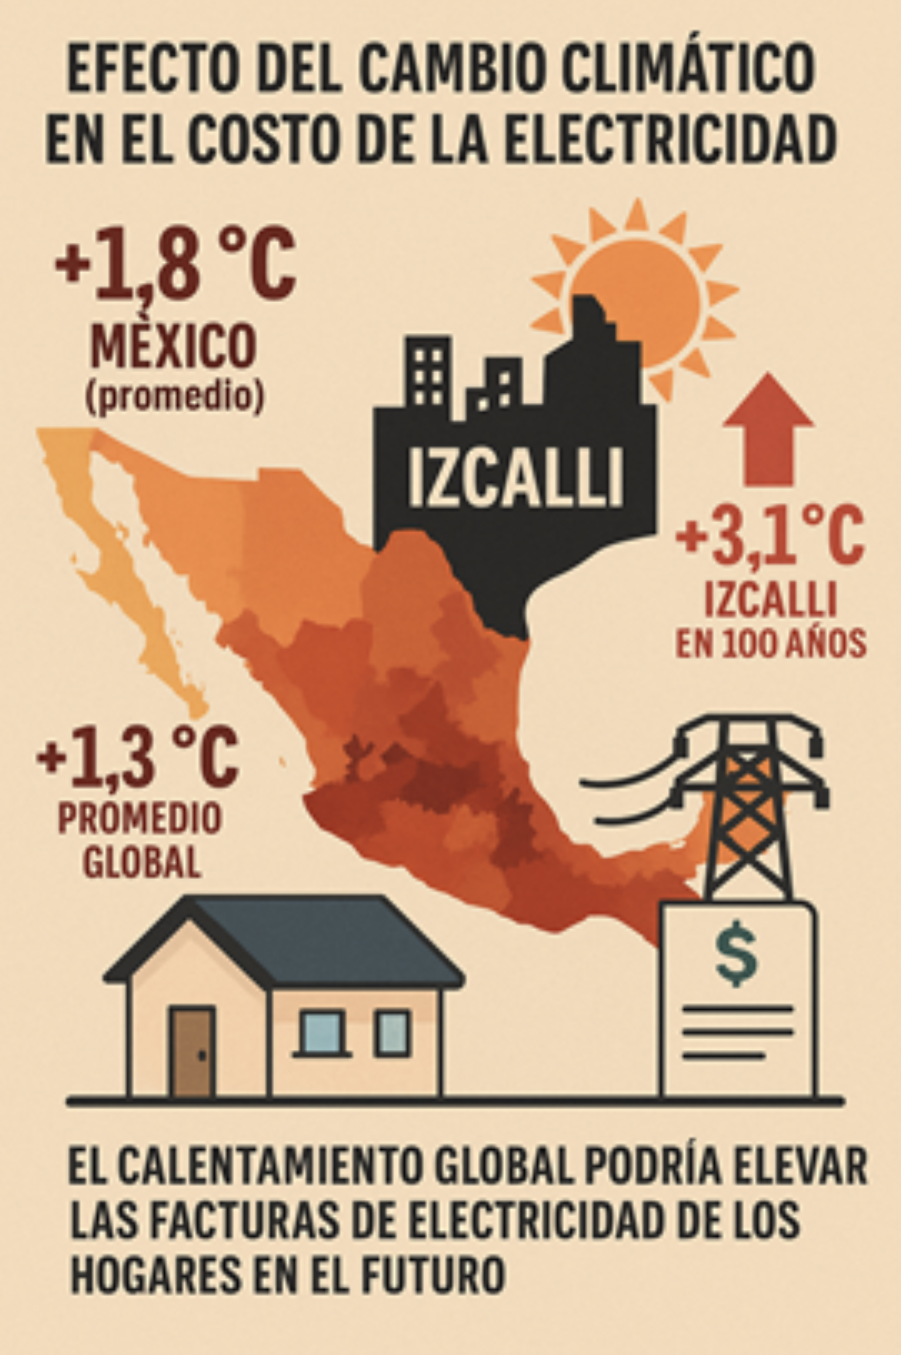 EFECTO DEL CAMBIO CLIMÁTICO
EN EL COSTO DE LA ELECTRICIDAD
+1,8 °C
MÈXICO
(promedio)
IZCALLI
+3,1°C
IZCALLI
EN 100 AÑOS
+1,3 °C
PROMEDIO
GLOBAL
$
EL CALENTAMIENTO GLOBAL PODRÍA ELEVAR
LAS FACTURAS DE ELECTRICIDAD DE LOS
HOGARES EN EL FUTURO